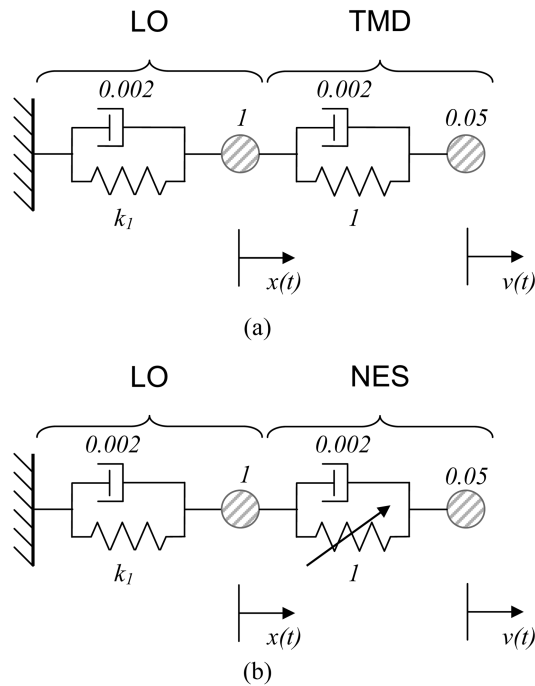 LO TMD
0.002 0.002
1 0.05
k₁ 1
x(t) v(t)
(a)
LO NES
0.002 0.002
1 0.05
k₁ 1
x(t) v(t)
(b)